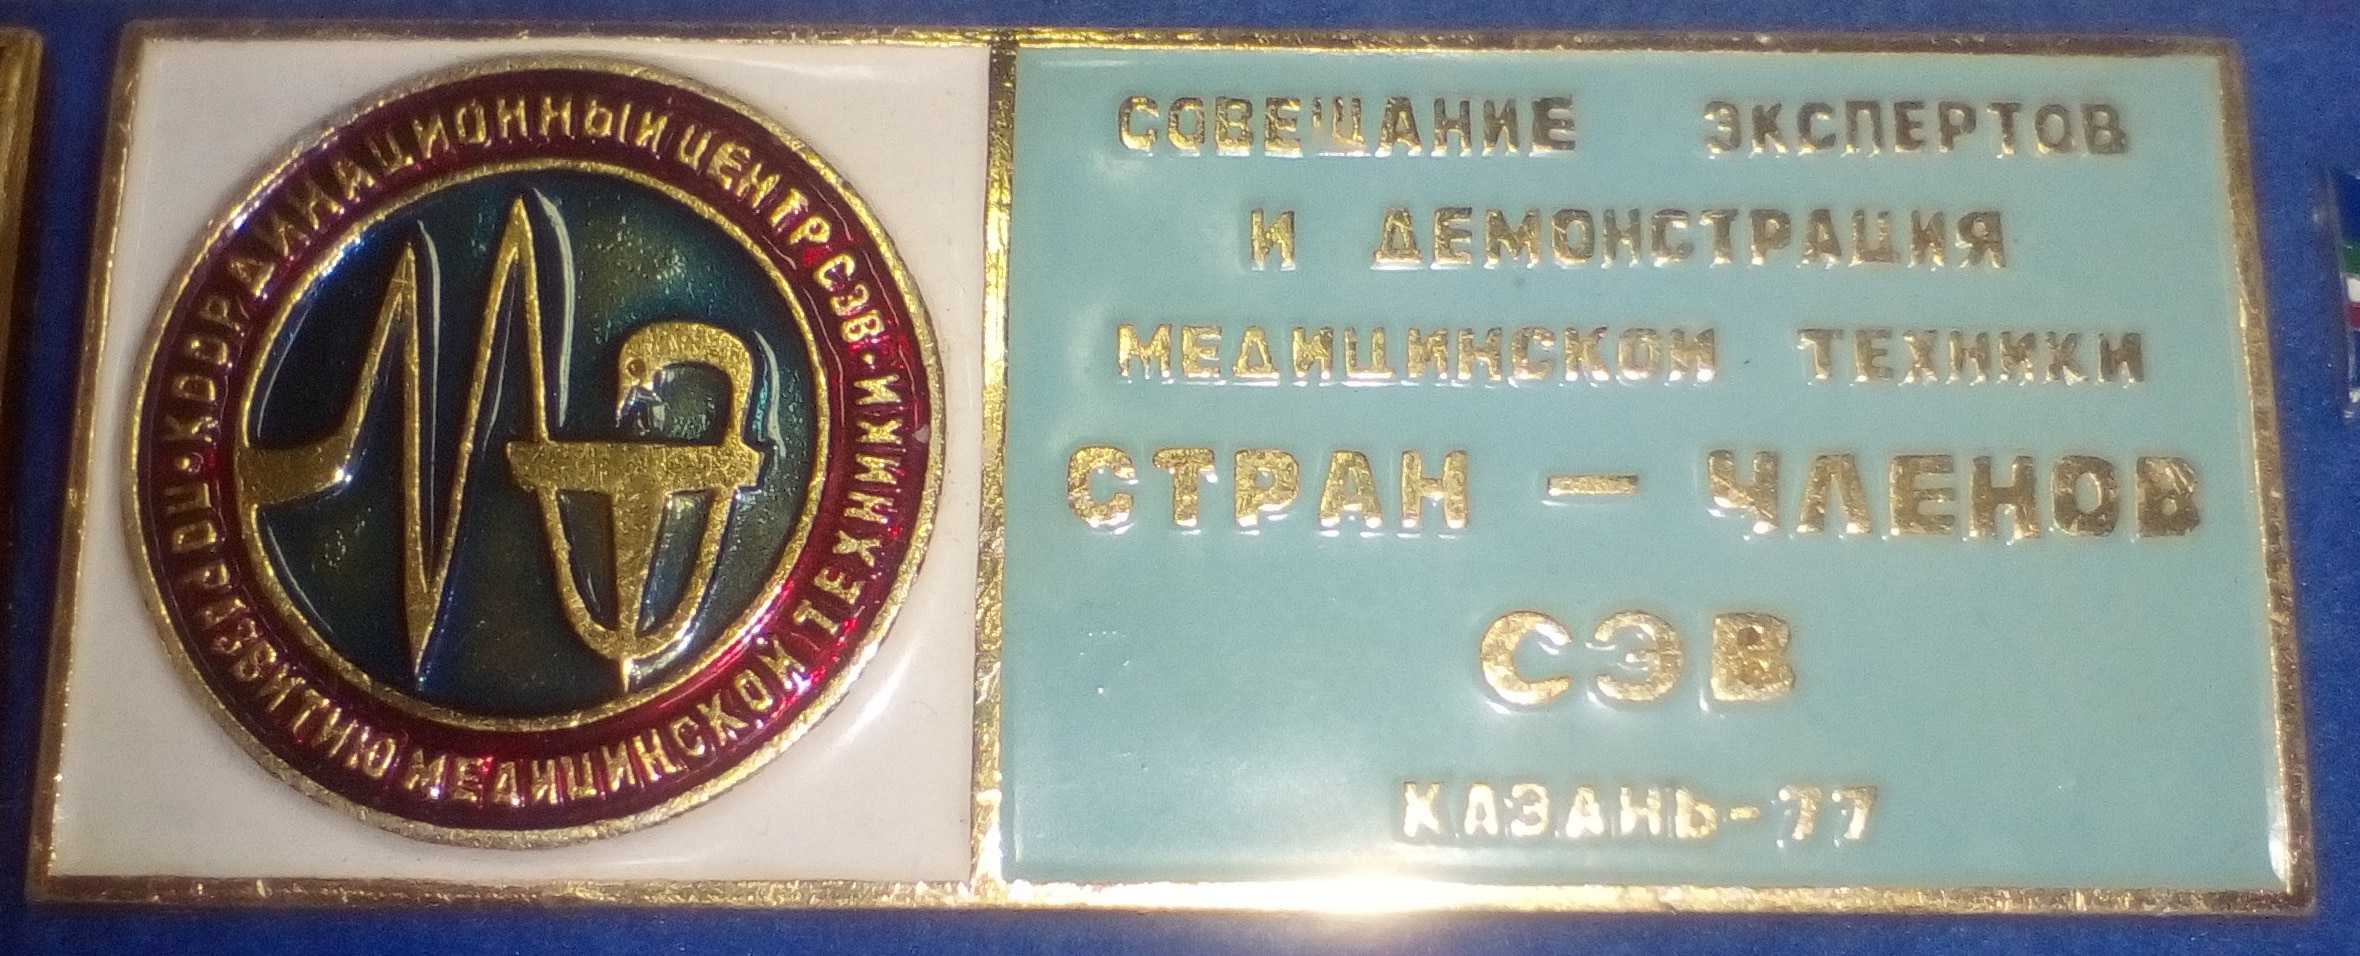 КООРДИНАЦИОННЫЙ ЦЕНТР СЭВ •
ПО РАЗВИТИЮ МЕДИЦИНСКОЙ ТЕХНИКИ •
СОВЕЩАНИЕ ЭКСПЕРТОВ
И ДЕМОНСТРАЦИЯ
МЕДИЦИНСКОЙ ТЕХНИКИ
СТРАН – ЧЛЕНОВ
СЭВ
КАЗАНЬ-77